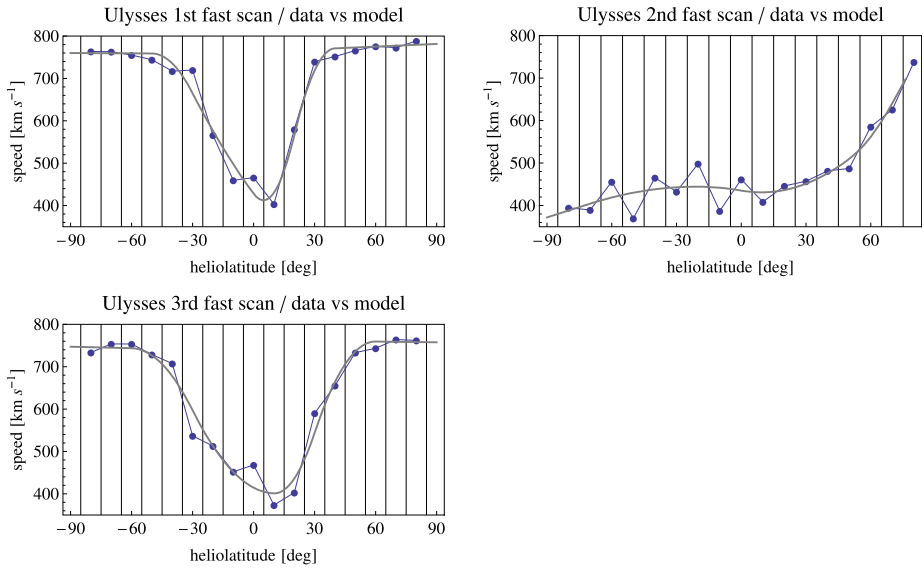 Ulysses 1st fast scan / data vs model
800
700
600
500
400
speed [km s⁻¹]
−90 −60 −30 0 30 60 90
heliolatitude [deg]
Ulysses 2nd fast scan / data vs model
800
700
600
500
400
speed [km s⁻¹]
−90 −60 −30 0 30 60
heliolatitude [deg]
Ulysses 3rd fast scan / data vs model
800
700
600
500
400
speed [km s⁻¹]
−90 −60 −30 0 30 60 90
heliolatitude [deg]